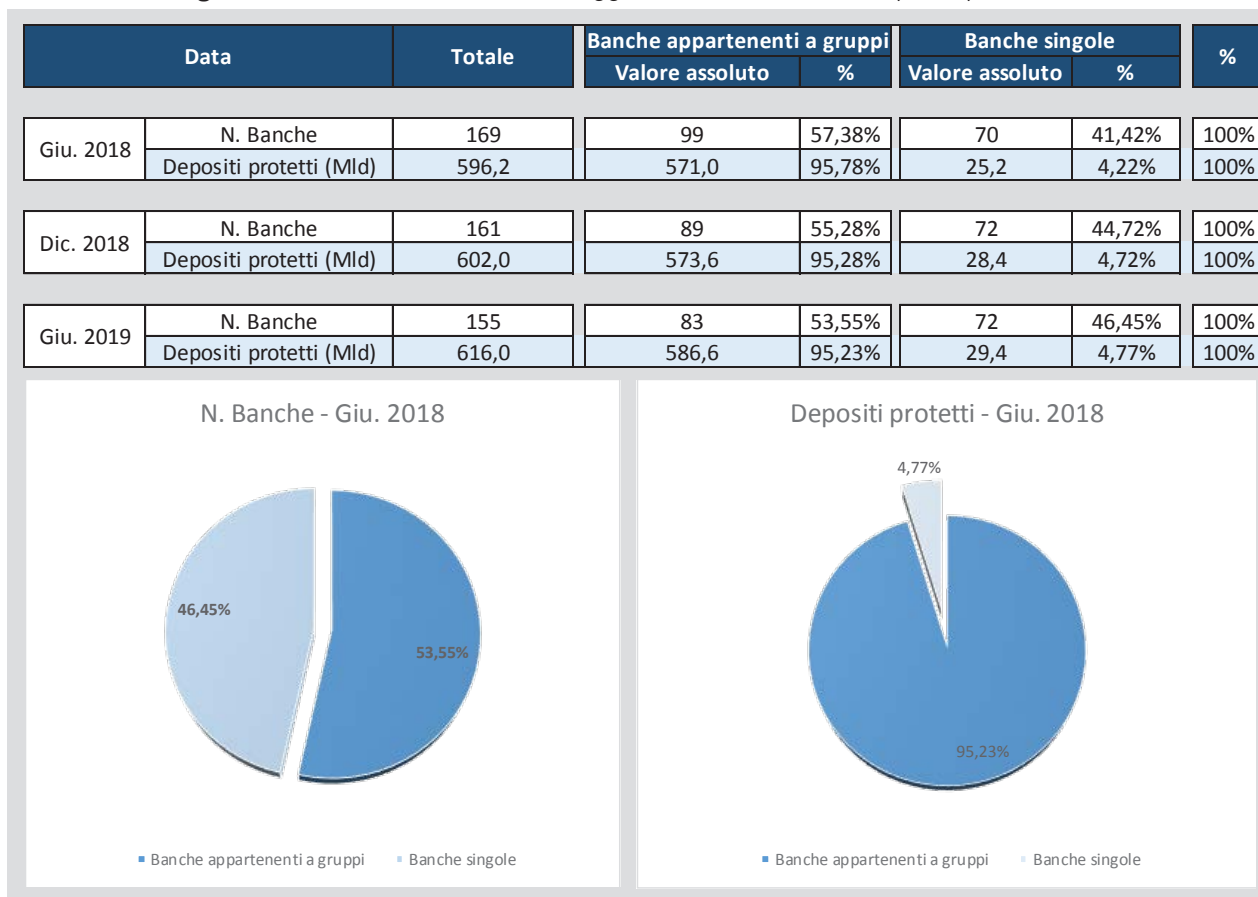 Data Totale Banche appartenenti a gruppi Banche singole %
Valore assoluto % Valore assoluto %
Giu. 2018 N. Banche 169 99 57,38% 70 41,42% 100%
Depositi protetti (Mld) 596,2 571,0 95,78% 25,2 4,22% 100%
Dic. 2018 N. Banche 161 89 55,28% 72 44,72% 100%
Depositi protetti (Mld) 602,0 573,6 95,28% 28,4 4,72% 100%
Giu. 2019 N. Banche 155 83 53,55% 72 46,45% 100%
Depositi protetti (Mld) 616,0 586,6 95,23% 29,4 4,77% 100%
N. Banche - Giu. 2018
46,45%
53,55%
Banche appartenenti a gruppi Banche singole
Depositi protetti - Giu. 2018
4,77%
95,23%
Banche appartenenti a gruppi Banche singole